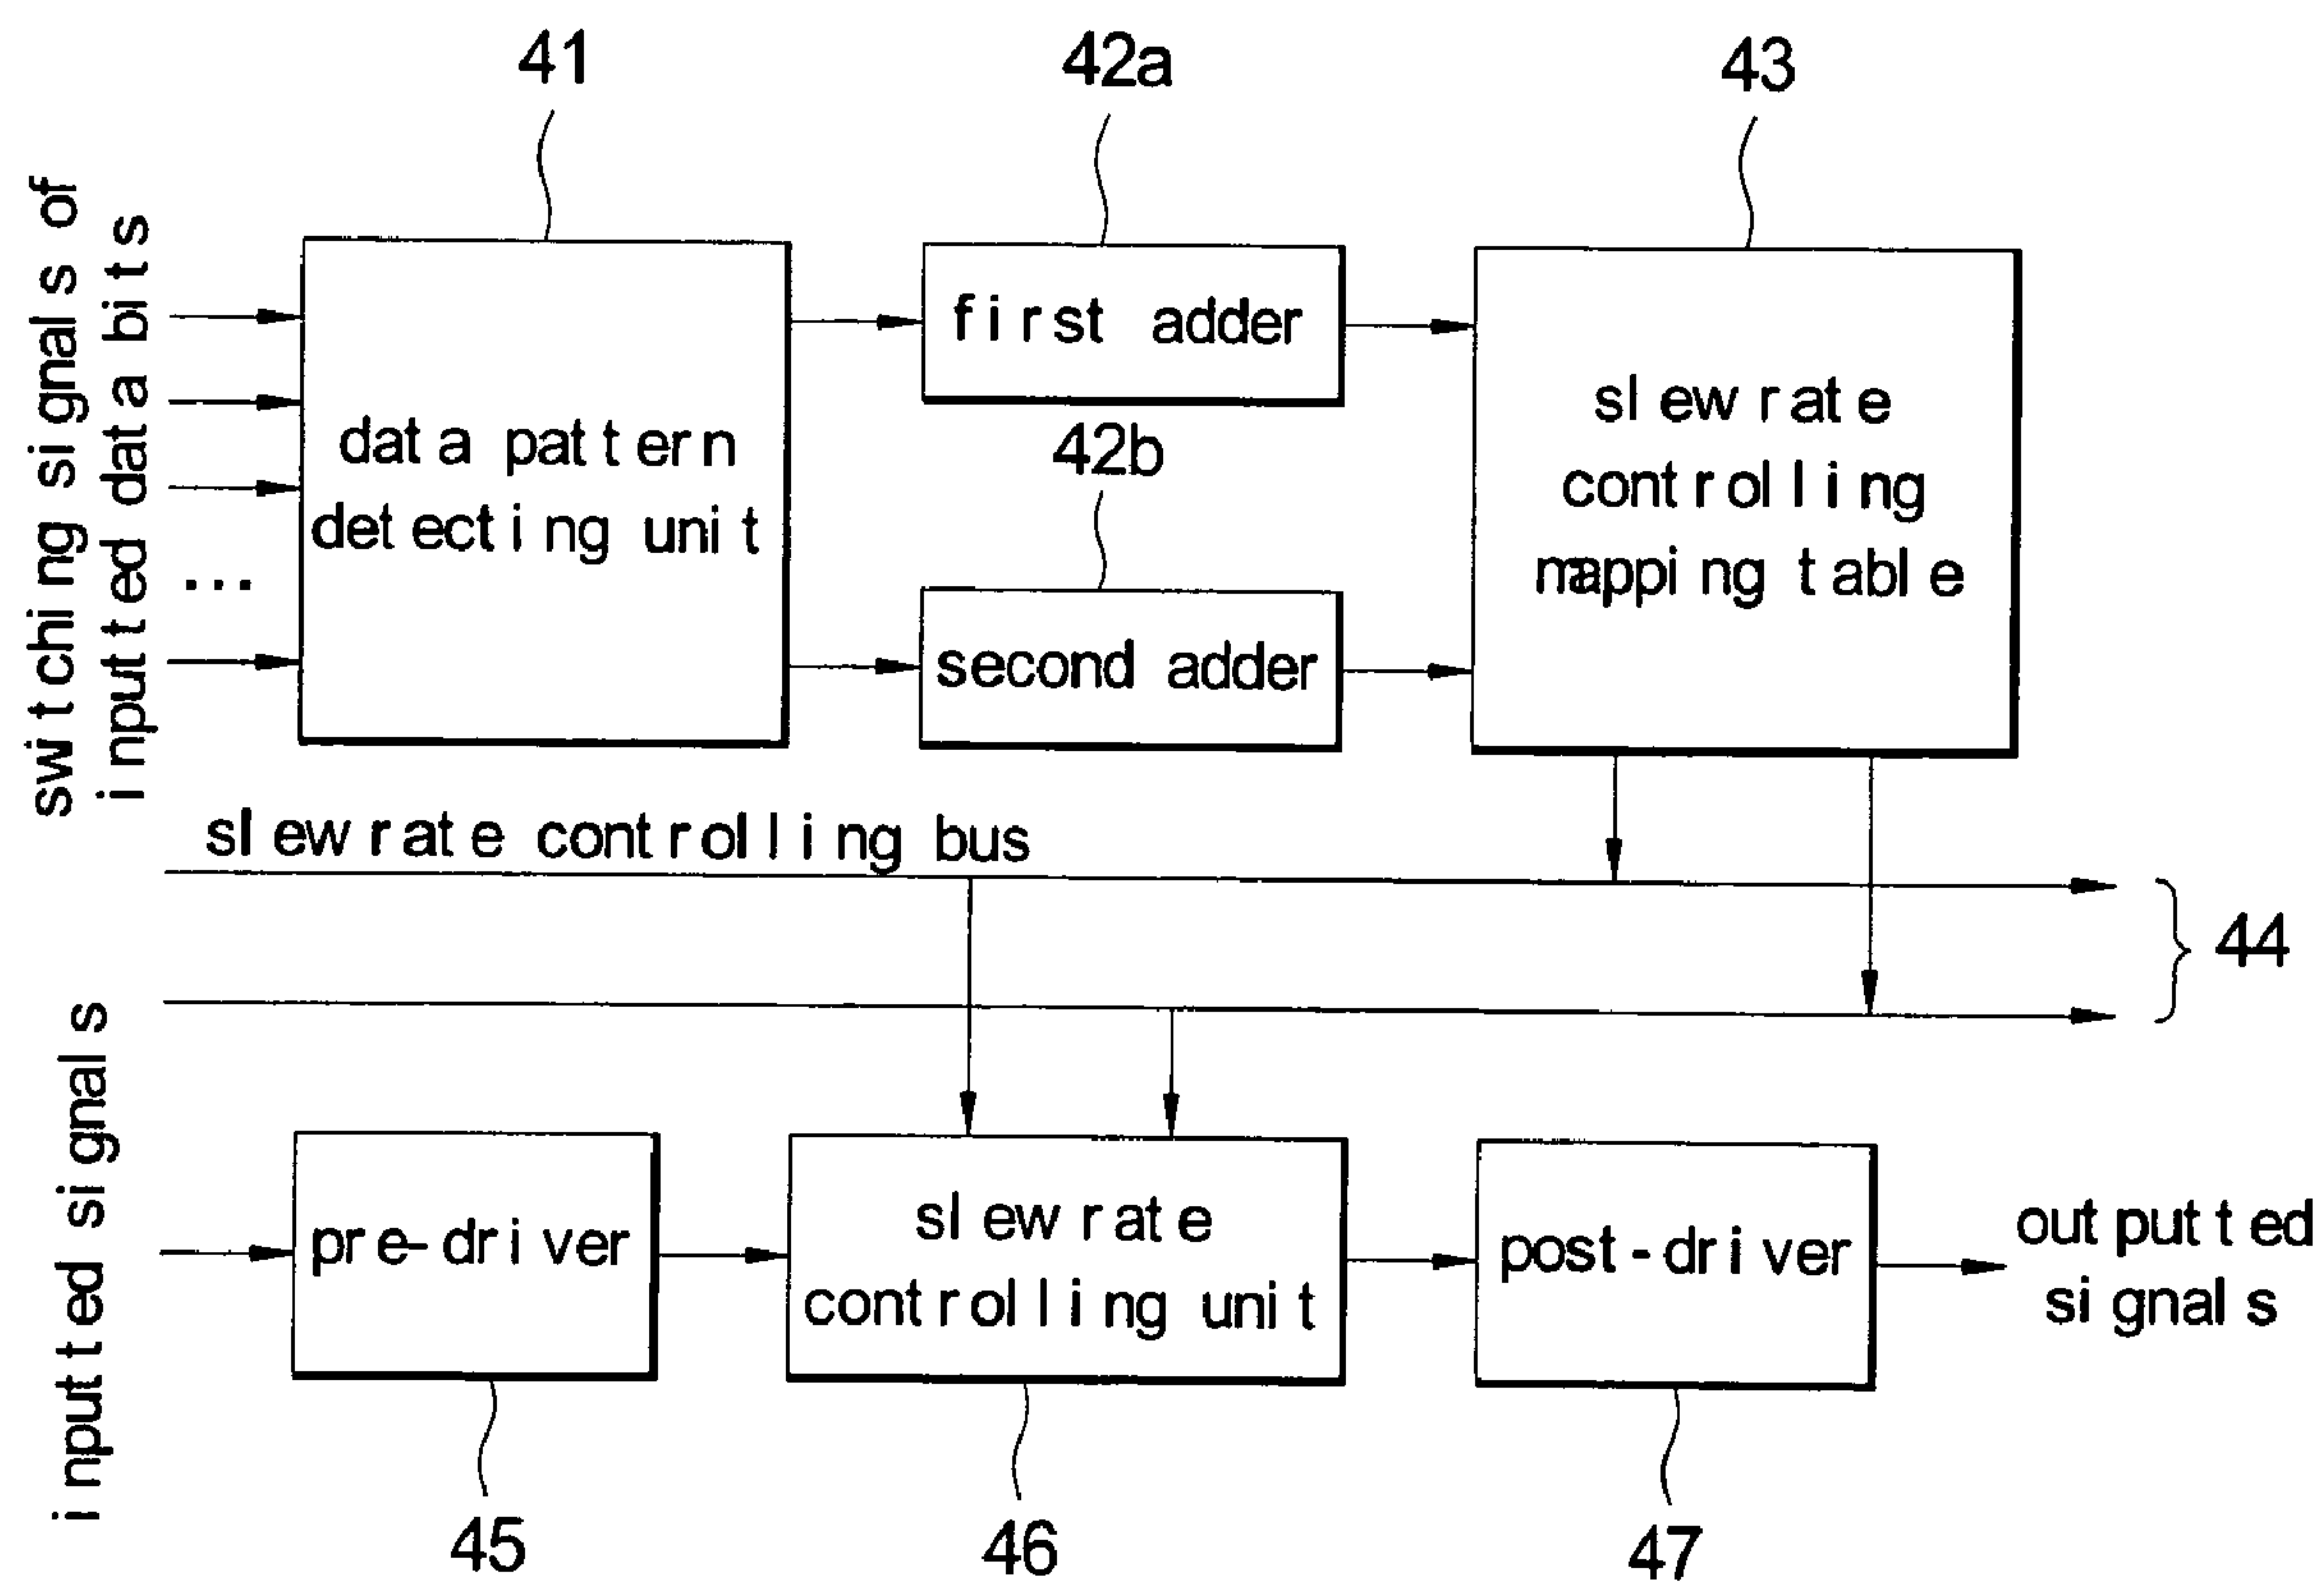 41
42a
43
switching signals of
inputted data bits
data pattern
detecting unit
first adder
42b
second adder
slew rate
controlling
mapping table
slew rate controlling bus
44
inputted signals
pre-driver
slew rate
controlling unit
post-driver
outputted
signals
45
46
47